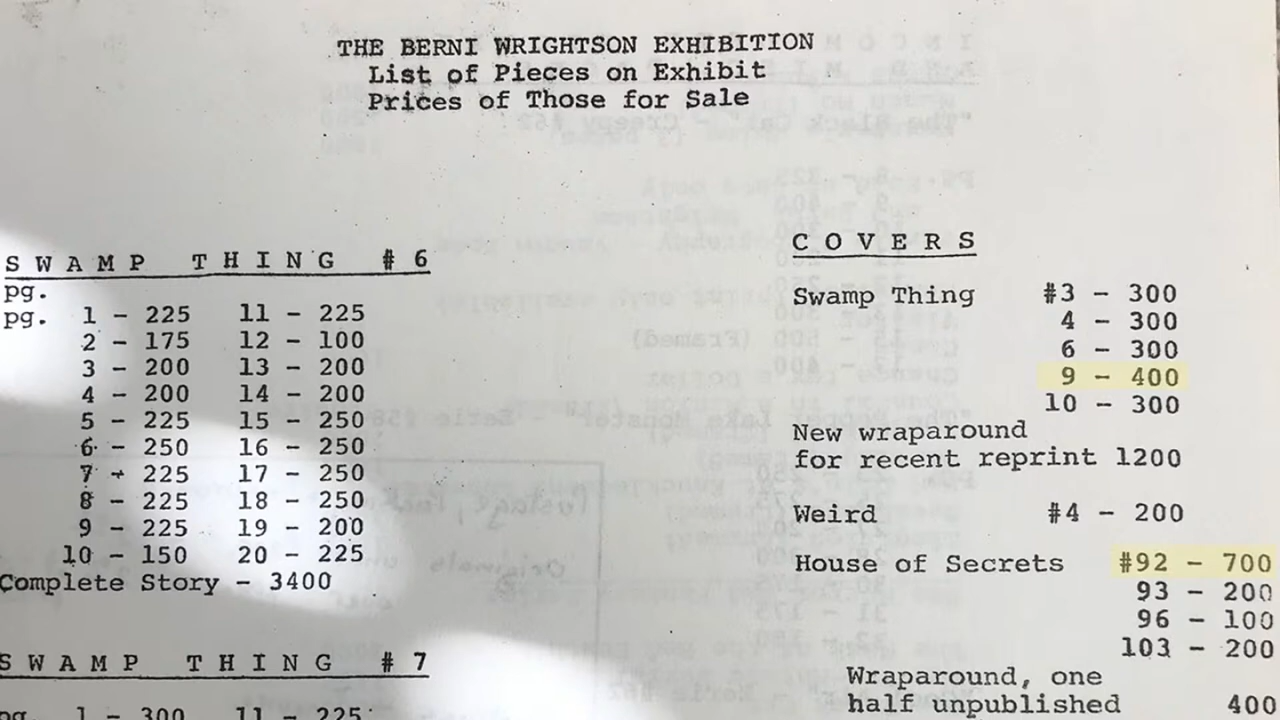 THE BERNI WRIGHTSON EXHIBITION
List of Pieces on Exhibit
Prices of Those for Sale
SWAMP THING #6
pg.
pg. 1 - 225 11 - 225
2 - 175 12 - 100
3 - 200 13 - 200
4 - 200 14 - 200
5 - 225 15 - 250
6 - 250 16 - 250
7 - 225 17 - 250
8 - 225 18 - 250
9 - 225 19 - 200
10 - 150 20 - 225
Complete Story - 3400
SWAMP THING #7
pg. 1 - 300 11 - 225
COVERS
Swamp Thing #3 - 300
4 - 300
6 - 300
9 - 400
10 - 300
New wraparound
for recent reprint 1200
Weird #4 - 200
House of Secrets #92 - 700
93 - 200
96 - 100
103 - 200
Wraparound, one
half unpublished 400